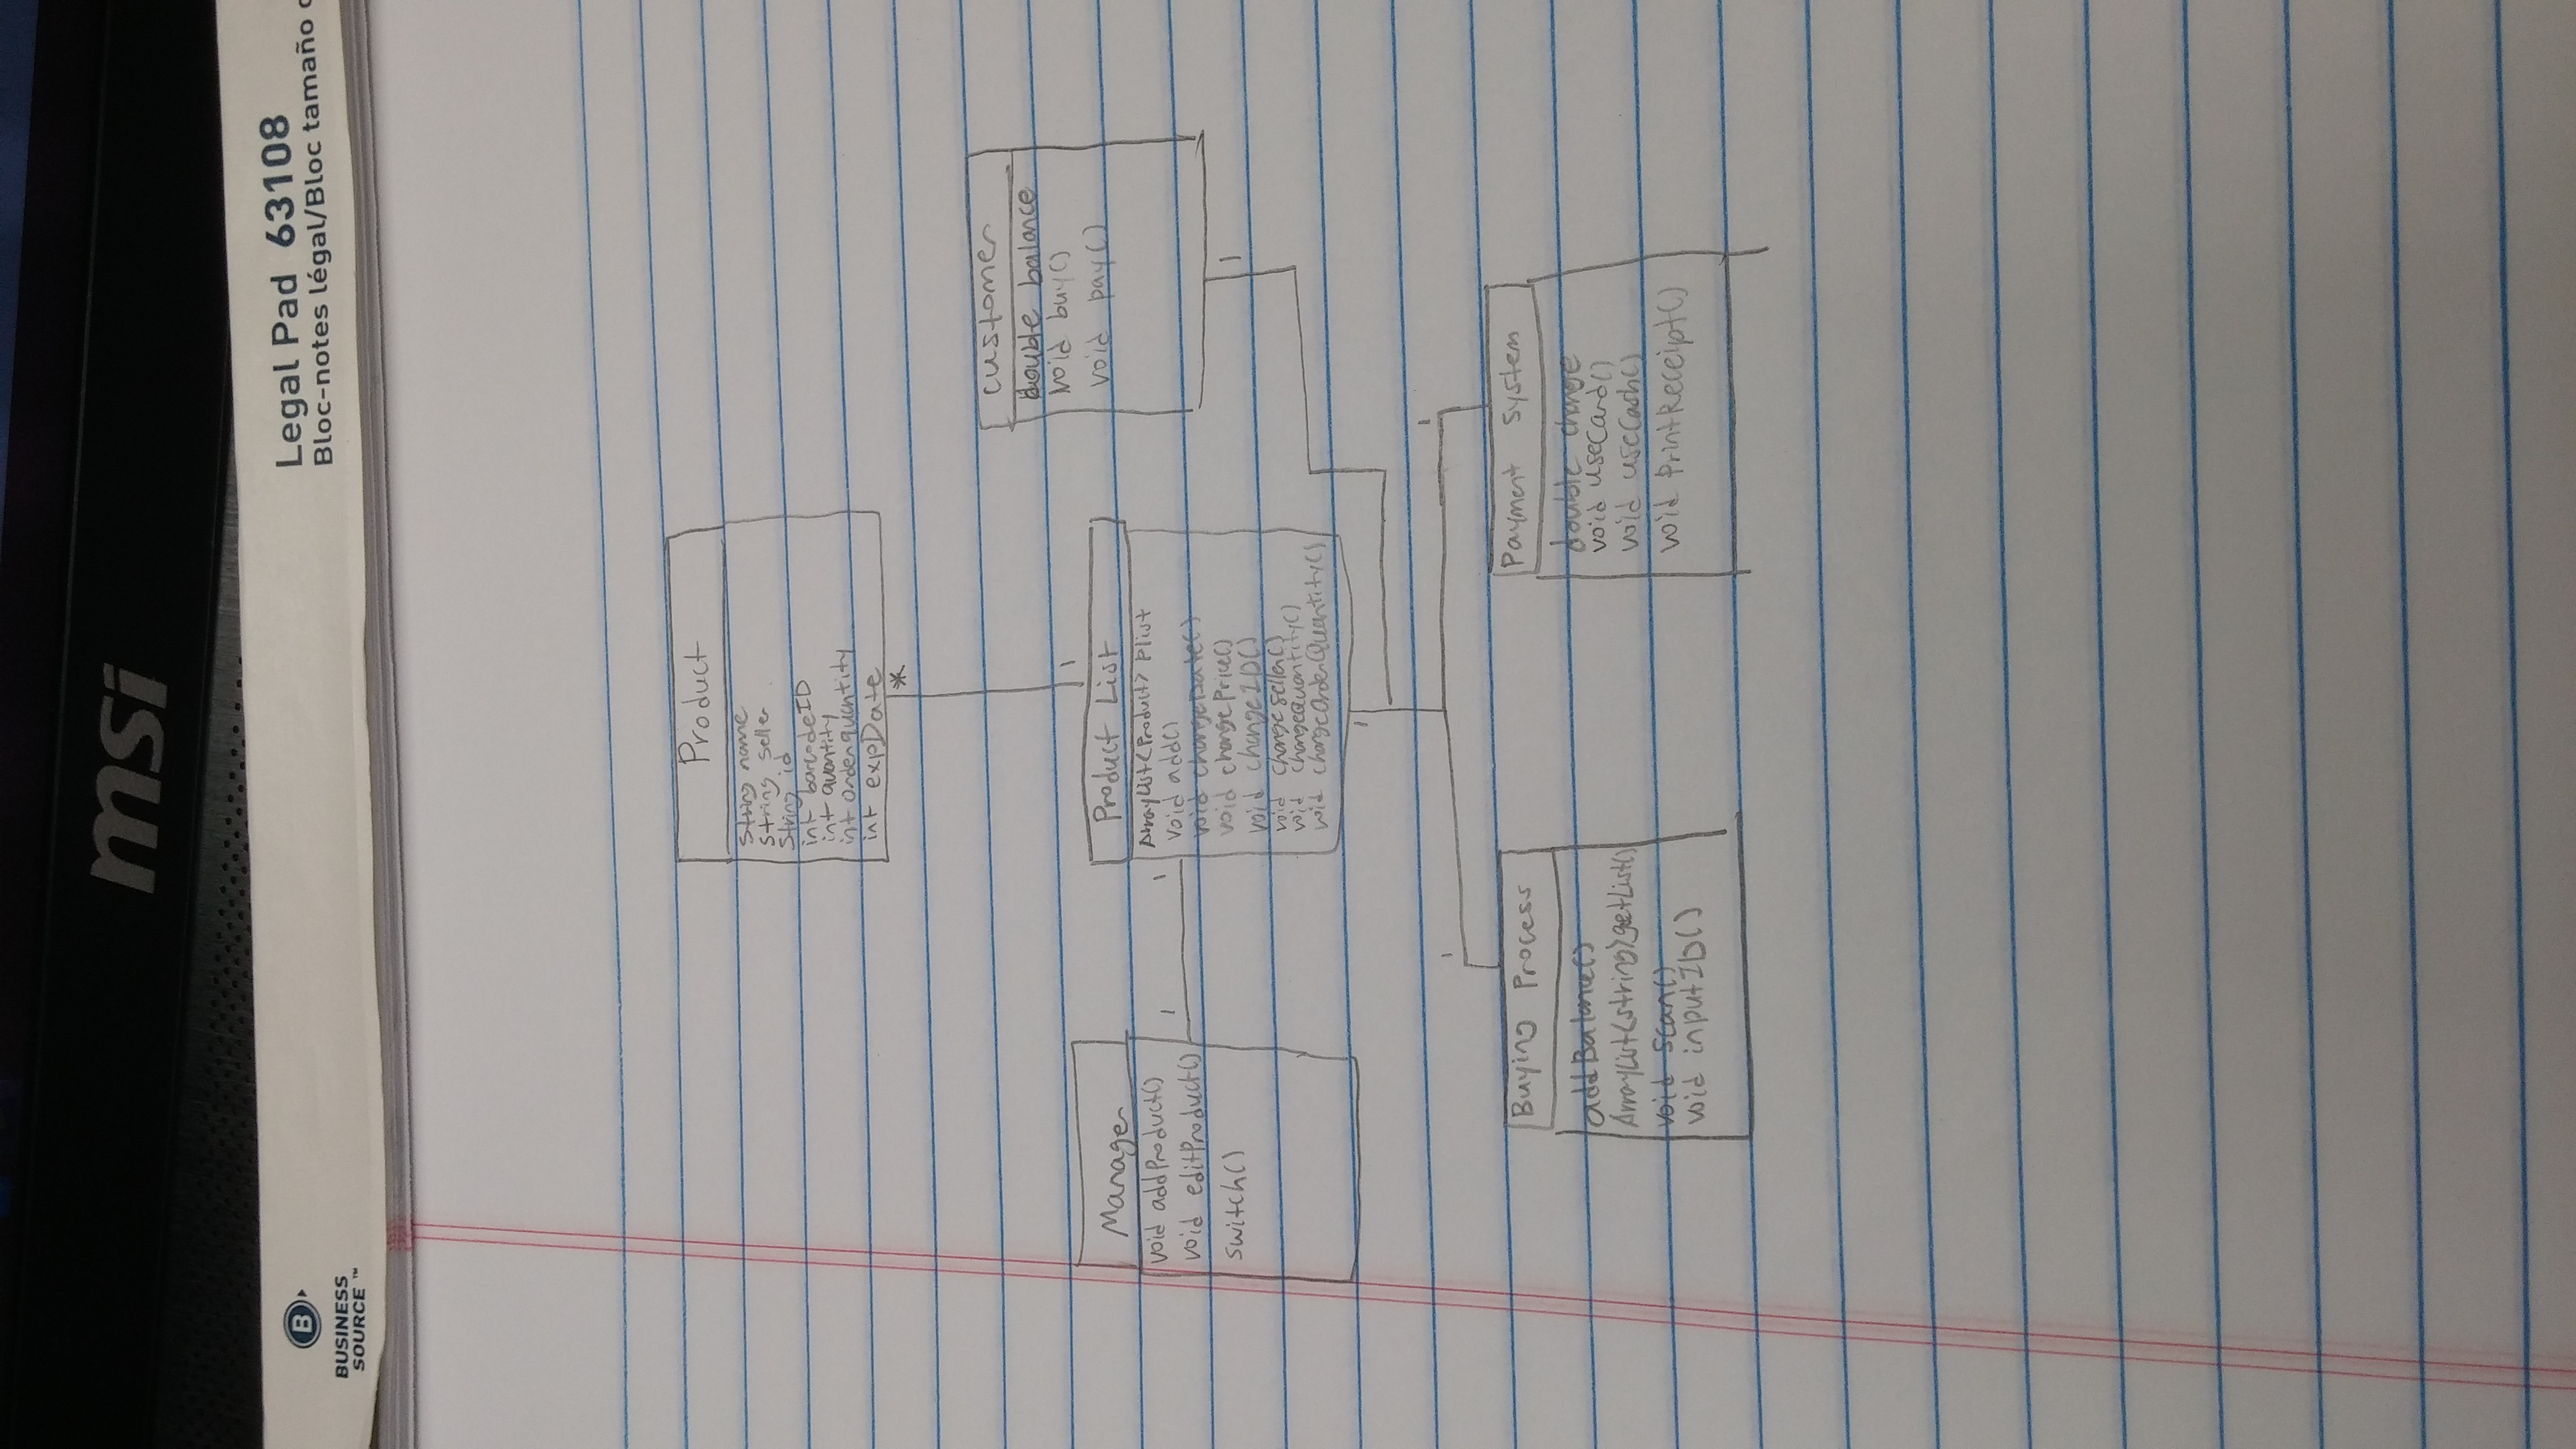 msi
B
BUSINESS
SOURCE ™
Legal Pad 63108
Bloc-notes légal/Bloc tamaño
Product
String name
String seller
String id
int barcodeID
int quantity
int orderquantity
int expDate
*
1
customer
double balance
void buy()
void pay()
1
Manager
void addProduct()
void editProduct()
switch()
1
1
Product List
ArrayList<Product> plist
void add()
void changeDate()
void changePrice()
void changeID()
void changeSeller()
void changeQuantity()
void changeOrderQuantity()
1
1
1
Buying Process
addBalance()
ArrayList<string>getList()
void scan()
void inputID()
Payment System
double change
void useCard()
void useCash()
void PrintReceipt()